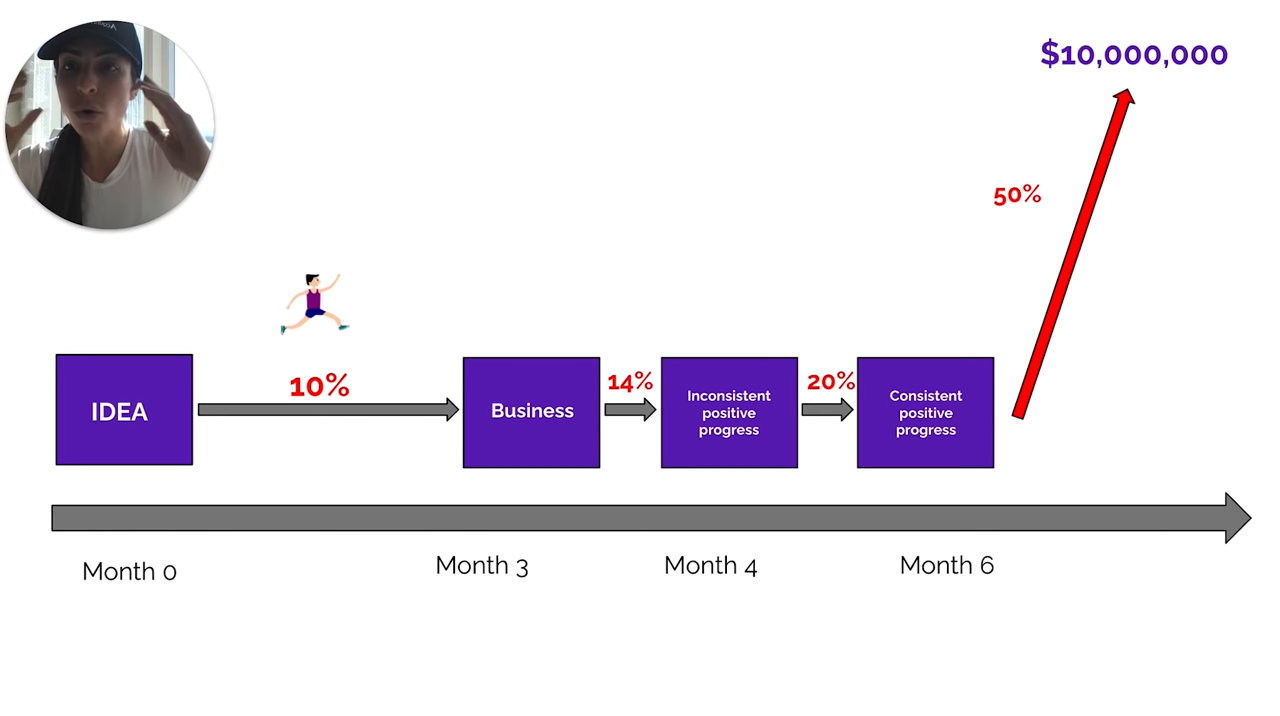 $10,000,000
50%
10%
14%
20%
IDEA
Business
Inconsistent
positive
progress
Consistent
positive
progress
Month 0
Month 3
Month 4
Month 6